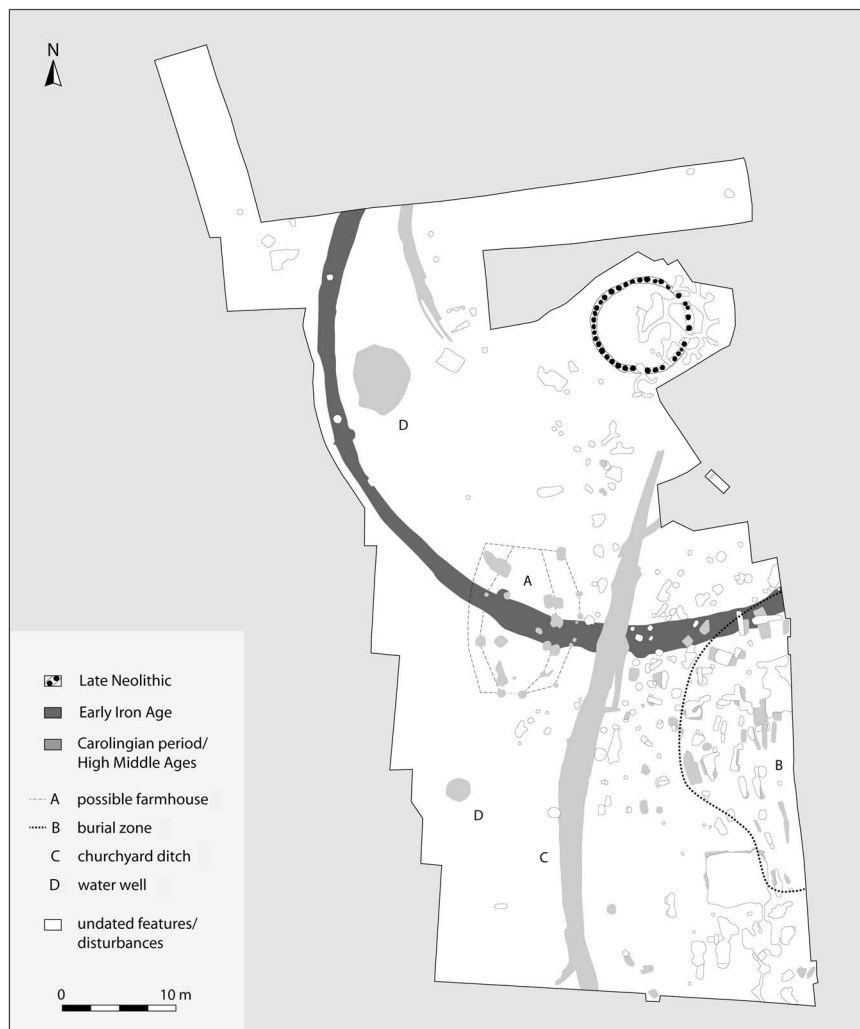 N
D
A
B
D
C
Late Neolithic
Early Iron Age
Carolingian period/
High Middle Ages
A possible farmhouse
B burial zone
C churchyard ditch
D water well
undated features/
disturbances
0 10 m